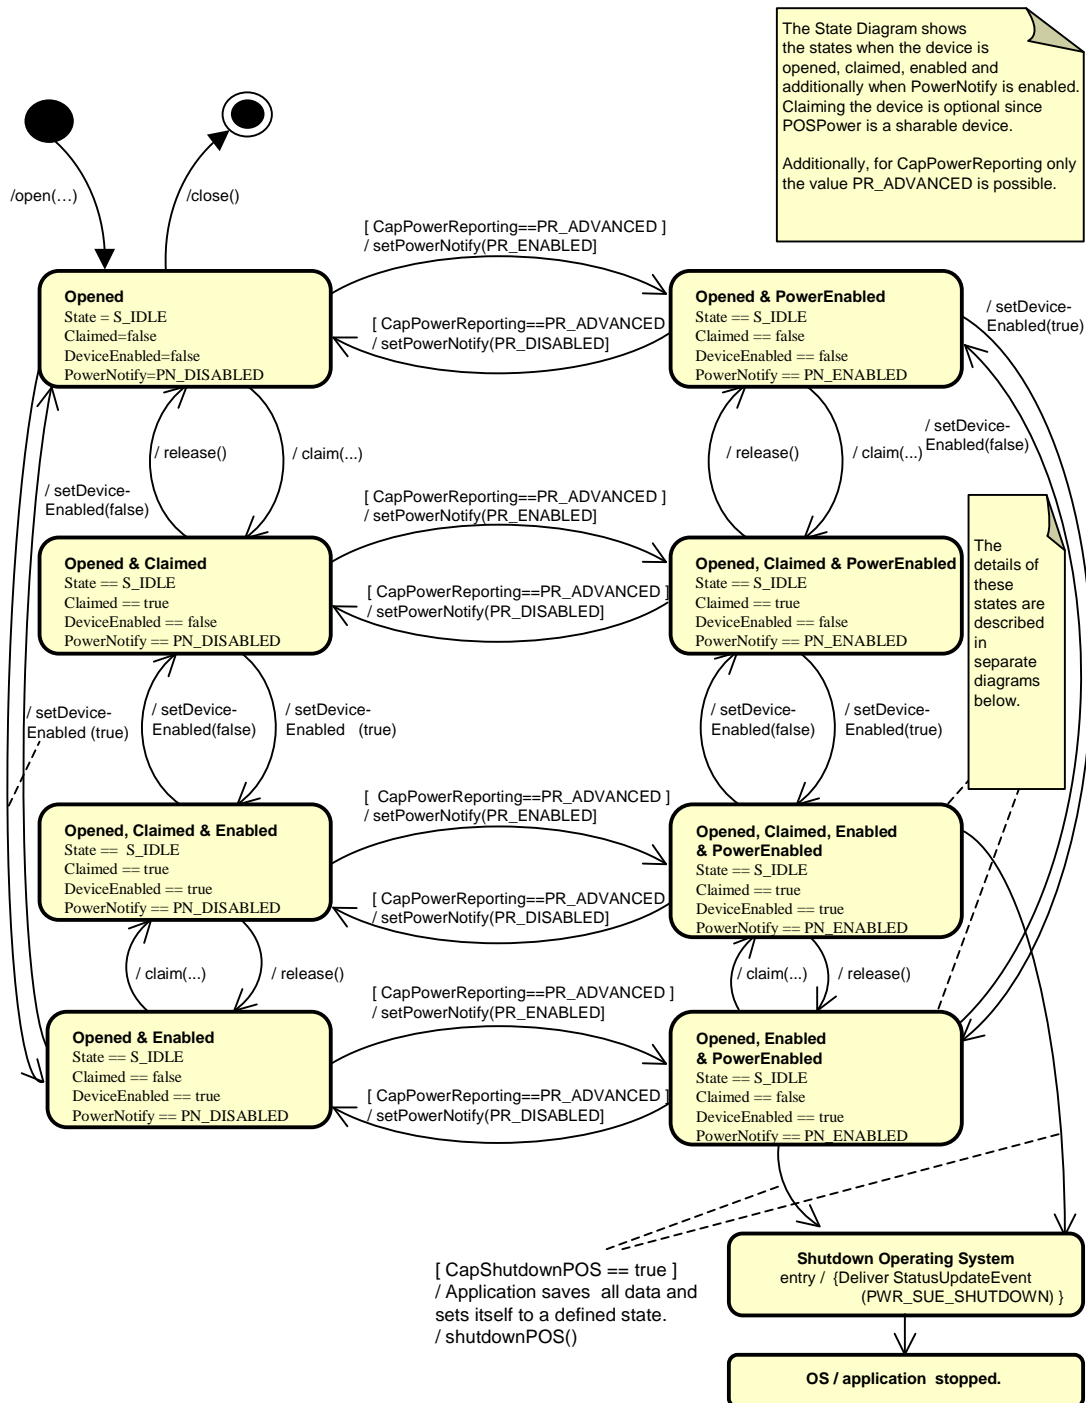 The State Diagram shows
the states when the device is
opened, claimed, enabled and
additionally when PowerNotify is enabled.
Claiming the device is optional since
POSPower is a sharable device.
Additionally, for CapPowerReporting only
the value PR_ADVANCED is possible.
/open(...)
/close()
[ CapPowerReporting==PR_ADVANCED ]
/ setPowerNotify(PR_ENABLED]
Opened
State = S_IDLE
Claimed=false
DeviceEnabled=false
PowerNotify=PN_DISABLED
[ CapPowerReporting==PR_ADVANCED
/ setPowerNotify(PR_DISABLED]
Opened & PowerEnabled
State == S_IDLE
Claimed == false
DeviceEnabled == false
PowerNotify == PN_ENABLED
/ setDevice-
Enabled(true)
/ release()
/ claim(...)
/ release()
/ claim(...)
/ setDevice-
Enabled(false)
/ setDevice-
Enabled(false)
[ CapPowerReporting==PR_ADVANCED ]
/ setPowerNotify(PR_ENABLED]
Opened & Claimed
State == S_IDLE
Claimed == true
DeviceEnabled == false
PowerNotify == PN_DISABLED
[ CapPowerReporting==PR_ADVANCED ]
/ setPowerNotify(PR_DISABLED]
Opened, Claimed & PowerEnabled
State == S_IDLE
Claimed == true
DeviceEnabled == false
PowerNotify == PN_ENABLED
The
details of
these
states are
described
in
separate
diagrams
below.
/ setDevice-
Enabled (true)
/ setDevice-
Enabled(false)
/ setDevice-
Enabled (true)
/ setDevice-
Enabled(false)
/ setDevice-
Enabled(true)
[ CapPowerReporting==PR_ADVANCED ]
/ setPowerNotify(PR_ENABLED]
Opened, Claimed & Enabled
State == S_IDLE
Claimed == true
DeviceEnabled == true
PowerNotify == PN_DISABLED
[ CapPowerReporting==PR_ADVANCED
/ setPowerNotify(PR_DISABLED]
Opened, Claimed, Enabled
& PowerEnabled
State == S_IDLE
Claimed == true
DeviceEnabled == true
PowerNotify == PN_ENABLED
/ claim(...)
/ release()
/ claim(...)
/ release()
[ CapPowerReporting==PR_ADVANCED ]
/ setPowerNotify(PR_ENABLED]
Opened & Enabled
State == S_IDLE
Claimed == false
DeviceEnabled == true
PowerNotify == PN_DISABLED
[ CapPowerReporting==PR_ADVANCED ]
/ setPowerNotify(PR_DISABLED]
Opened, Enabled
& PowerEnabled
State == S_IDLE
Claimed == false
DeviceEnabled == true
PowerNotify == PN_ENABLED
[ CapShutdownPOS == true ]
/ Application saves all data and
sets itself to a defined state.
/ shutdownPOS()
Shutdown Operating System
entry / {Deliver StatusUpdateEvent
(PWR_SUE_SHUTDOWN) }
OS / application stopped.